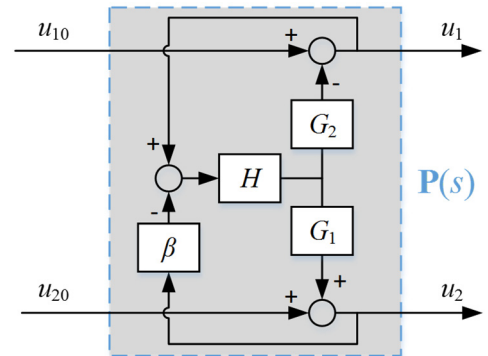 u₁₀ + u₁
-
G₂
+
H
P(s)
-
G₁
β
+
u₂₀ + u₂